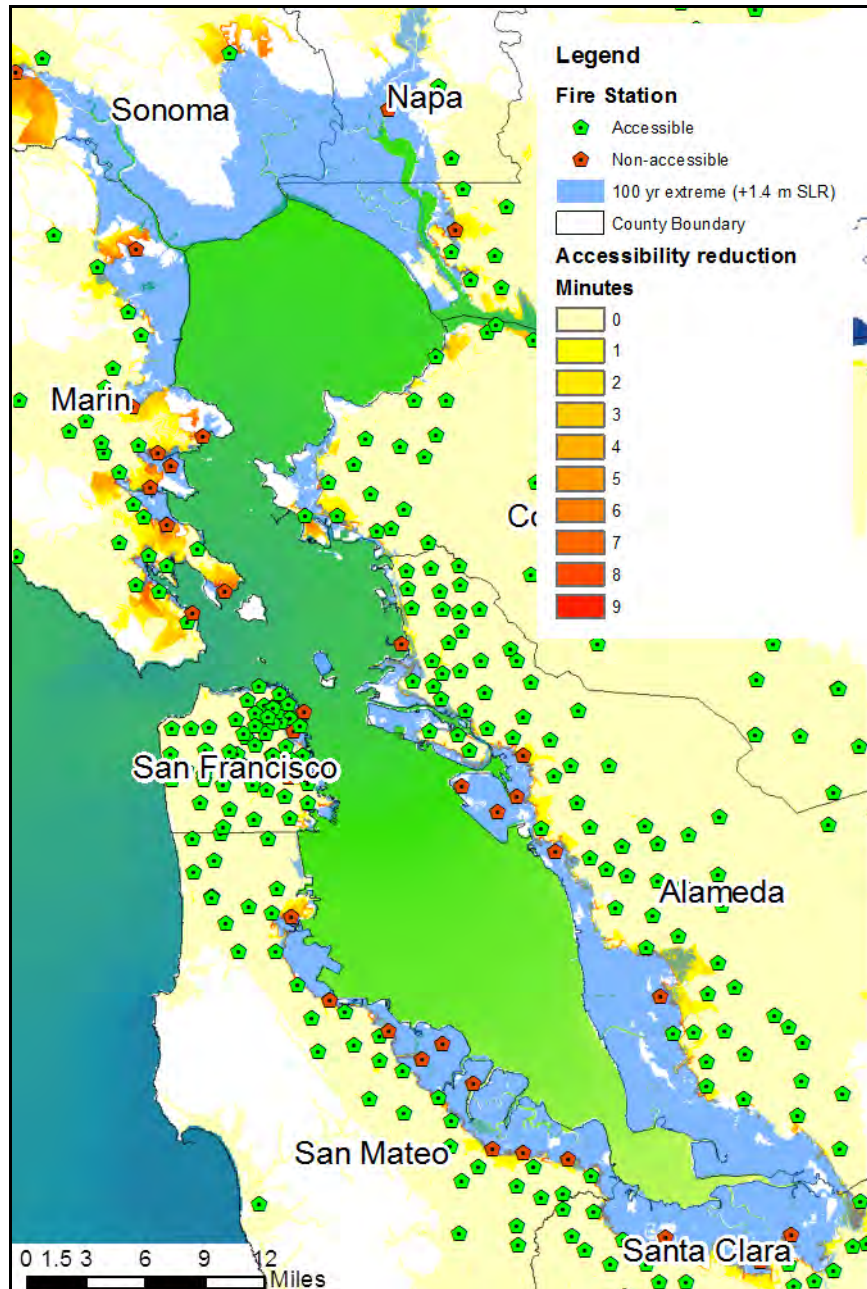 Legend
Fire Station
Accessible
Non-accessible
100 yr extreme (+1.4 m SLR)
County Boundary
Accessibility reduction
Minutes
0
1
2
3
4
5
6
7
8
9
Sonoma
Napa
Marin
Co
San Francisco
Alameda
San Mateo
Santa Clara
0 1.5 3 6 9 12
Miles